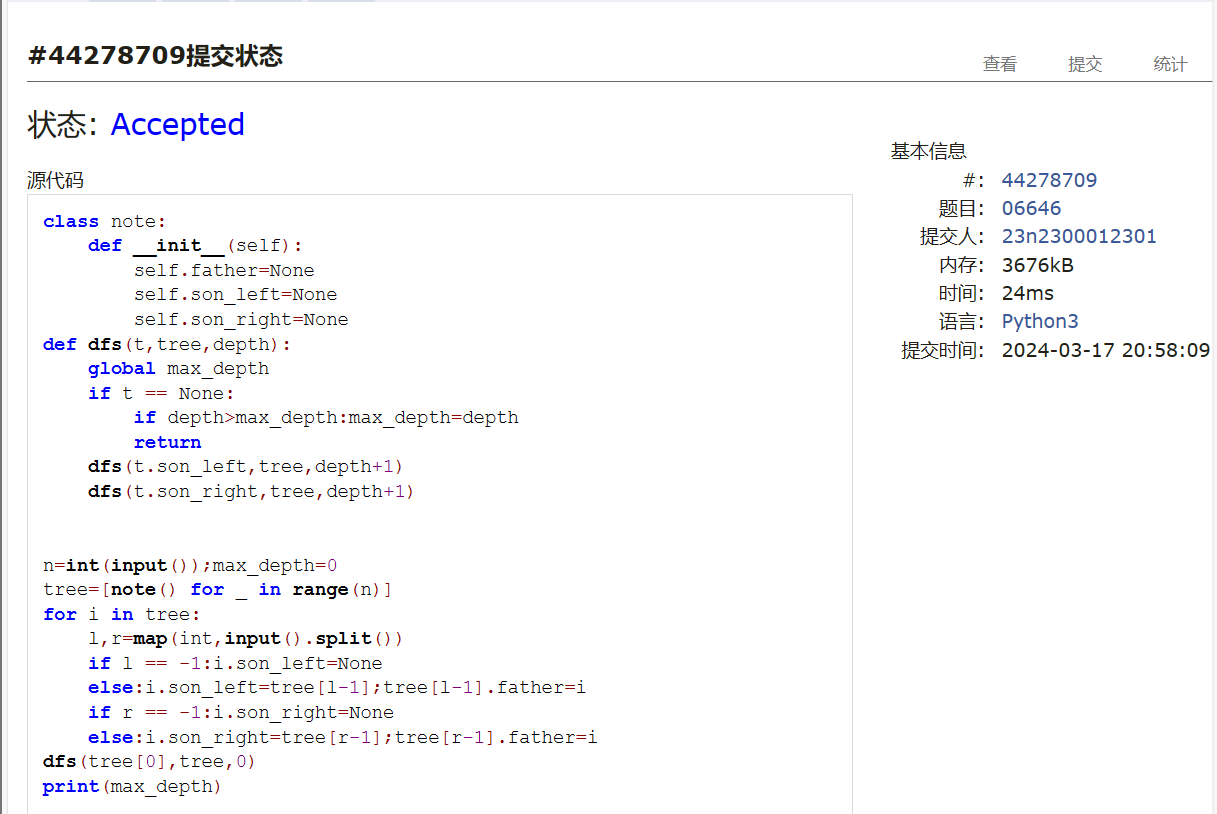 #44278709提交状态
查看 提交 统计
状态: Accepted
源代码
class note:
    def __init__(self):
        self.father=None
        self.son_left=None
        self.son_right=None
def dfs(t,tree,depth):
    global max_depth
    if t == None:
        if depth>max_depth:max_depth=depth
        return
    dfs(t.son_left,tree,depth+1)
    dfs(t.son_right,tree,depth+1)
n=int(input());max_depth=0
tree=[note() for _ in range(n)]
for i in tree:
    l,r=map(int,input().split())
    if l == -1:i.son_left=None
    else:i.son_left=tree[l-1];tree[l-1].father=i
    if r == -1:i.son_right=None
    else:i.son_right=tree[r-1];tree[r-1].father=i
dfs(tree[0],tree,0)
print(max_depth)
基本信息
#: 44278709
题目: 06646
提交人: 23n2300012301
内存: 3676kB
时间: 24ms
语言: Python3
提交时间: 2024-03-17 20:58:09